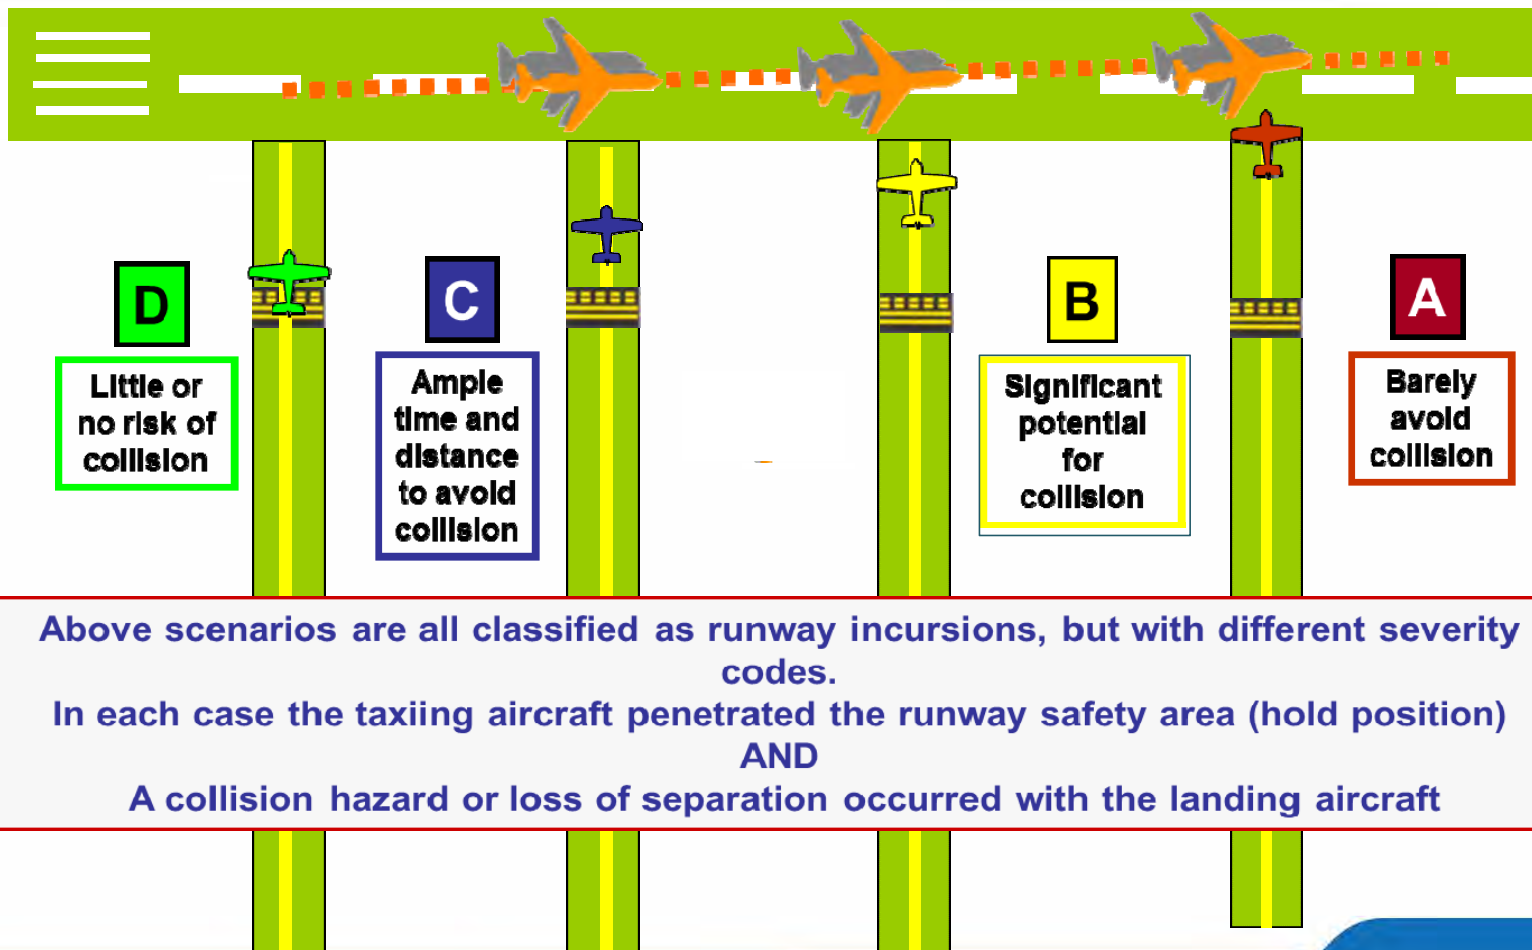 D
Little or
no risk of
collision
C
Ample
time and
distance
to avoid
collision
B
Significant
potential
for
collision
A
Barely
avoid
collision
Above scenarios are all classified as runway incursions, but with different severity
codes.
In each case the taxiing aircraft penetrated the runway safety area (hold position)
AND
A collision hazard or loss of separation occurred with the landing aircraft